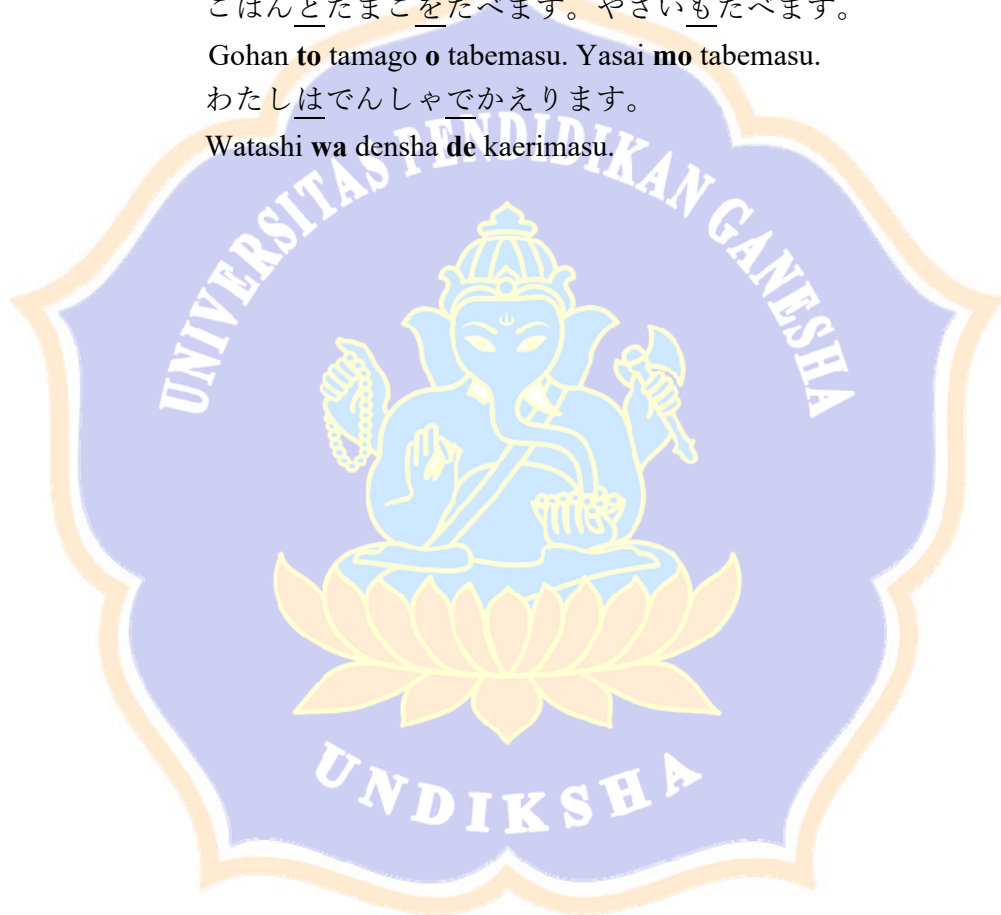 ごはんとたまごをたべます。やさいもたべます。
Gohan to tamago o tabemasu. Yasai mo tabemasu.
わたしはでんしゃでかえります。
Watashi wa densha de kaerimasu.
UNIVERSITAS PENDIDIKAN GANESHA
UNDIKSHA